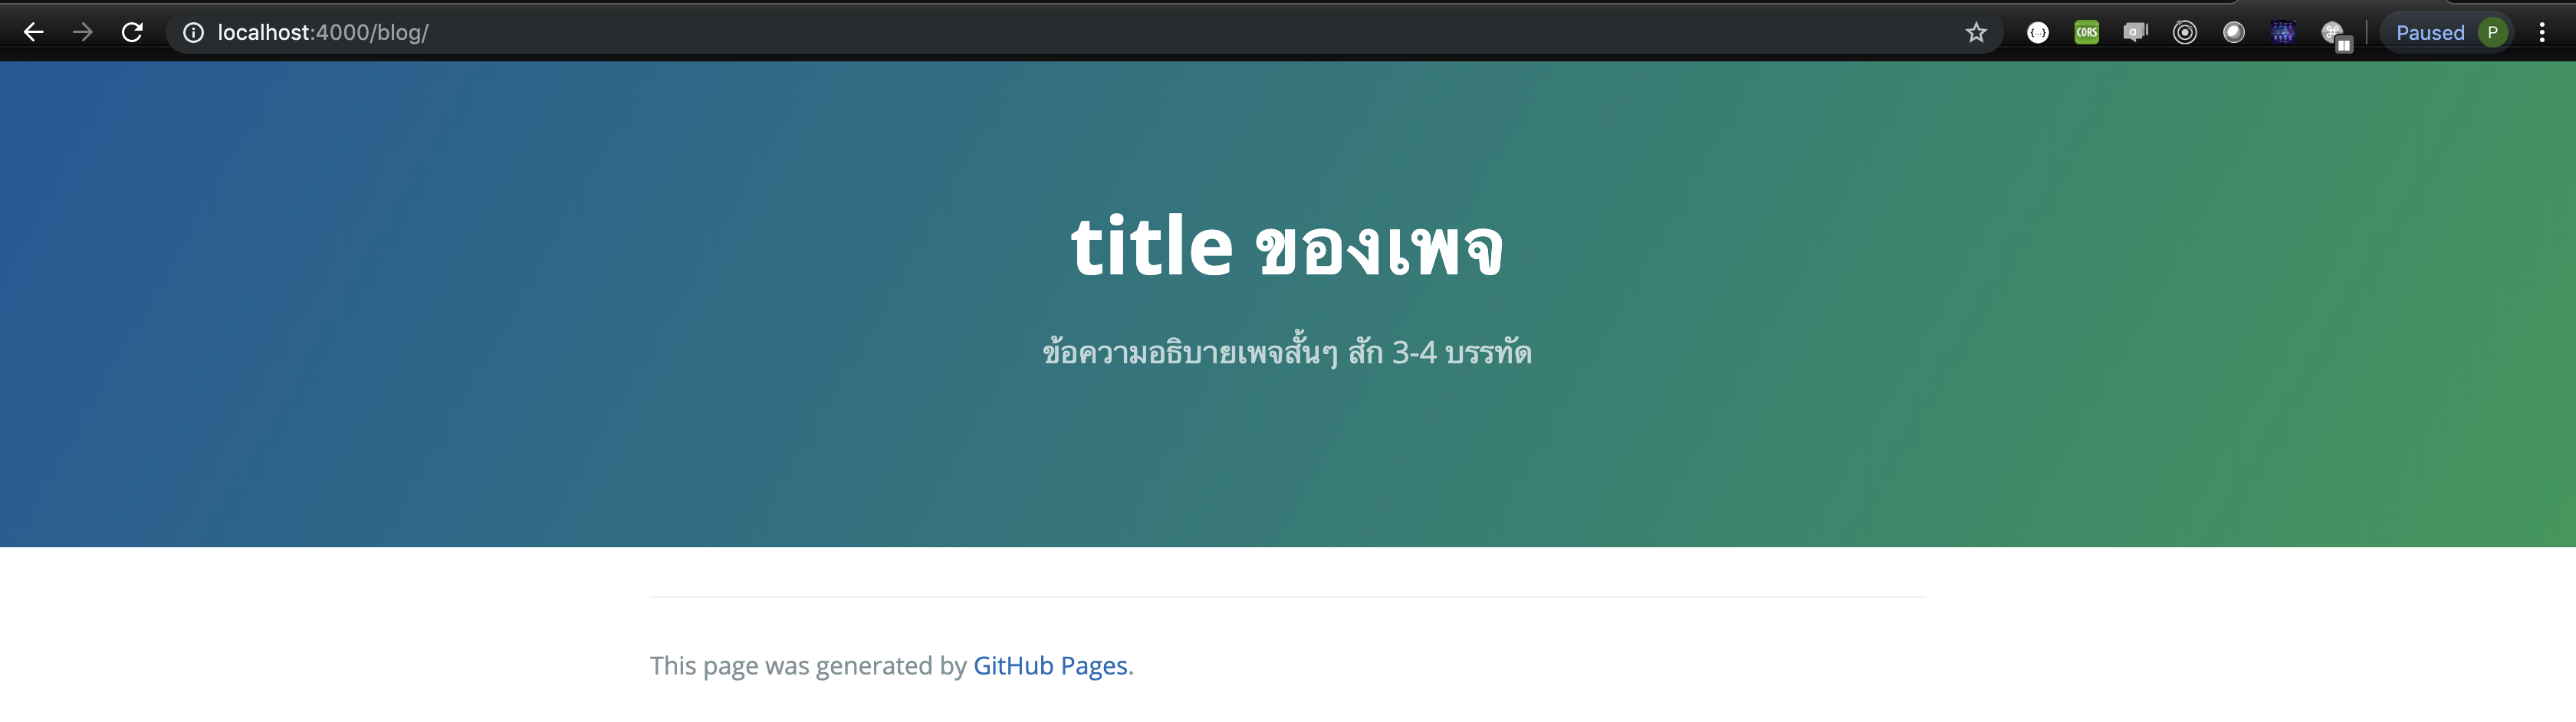 localhost:4000/blog/
CORS
Paused P
title ของเพจ
ข้อความอธิบายเพจสั้นๆ สัก 3-4 บรรทัด
This page was generated by GitHub Pages.